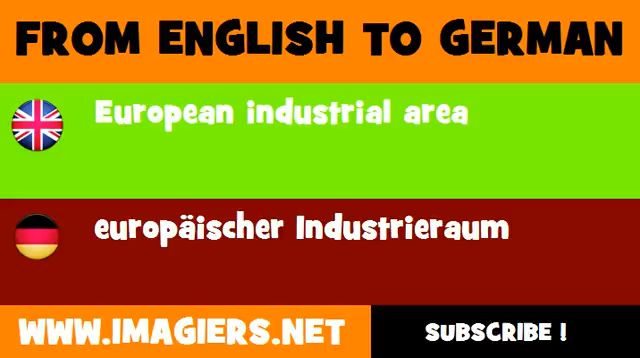 FROM ENGLISH TO GERMAN
European industrial area
europäischer Industrieraum
WWW.IMAGIERS.NET
SUBSCRIBE !